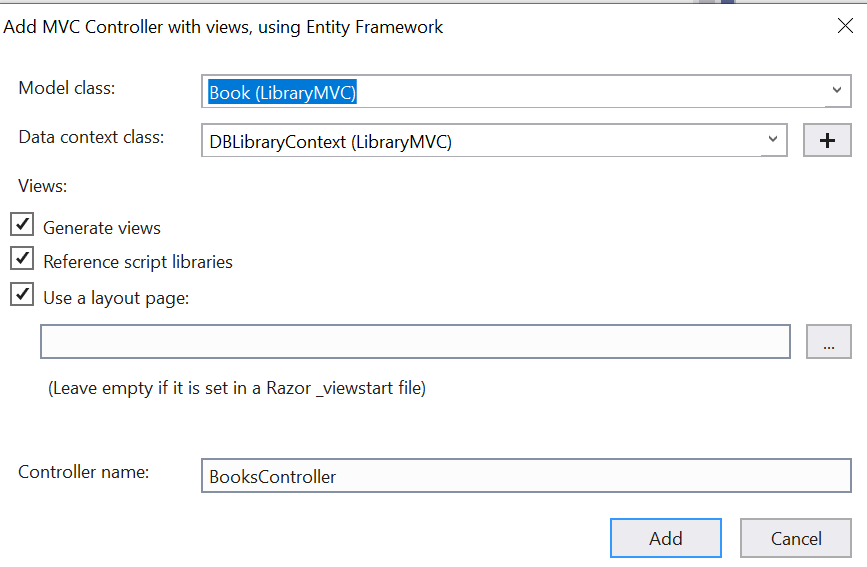 Add MVC Controller with views, using Entity Framework
Model class:
Book (LibraryMVC)
Data context class:
DBLibraryContext (LibraryMVC)
Views:
Generate views
Reference script libraries
Use a layout page:
...
(Leave empty if it is set in a Razor _viewstart file)
Controller name:
BooksController
Add
Cancel